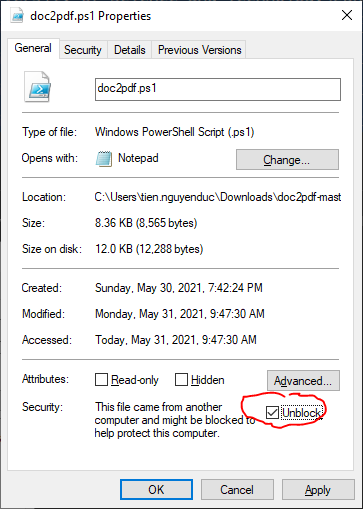 doc2pdf.ps1 Properties
General Security Details Previous Versions
doc2pdf.ps1
Type of file: Windows PowerShell Script (.ps1)
Opens with: Notepad Change...
Location: C:\Users\tien.nguyenduc\Downloads\doc2pdf-mast
Size: 8.36 KB (8,565 bytes)
Size on disk: 12.0 KB (12,288 bytes)
Created: Sunday, May 30, 2021, 7:42:24 PM
Modified: Monday, May 31, 2021, 9:47:30 AM
Accessed: Today, May 31, 2021, 9:47:30 AM
Attributes: Read-only Hidden Advanced...
Security: This file came from another Unblock
computer and might be blocked to
help protect this computer.
OK Cancel Apply